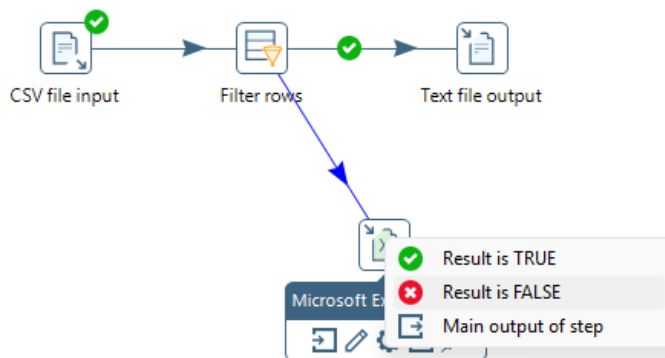 CSV file input
Filter rows
Text file output
Result is TRUE
Microsoft
Result is FALSE
Main output of step